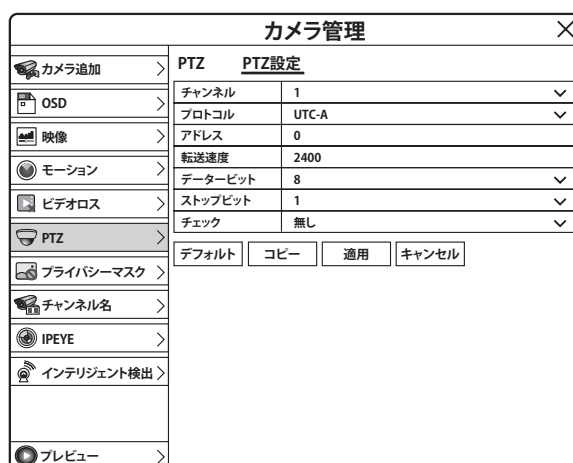 カメラ管理
カメラ追加
OSD
映像
モーション
ビデオロス
PTZ
プライバシーマスク
チャンネル名
IPEYE
インテリジェント検出
プレビュー
PTZ PTZ設定
チャンネル 1
プロトコル UTC-A
アドレス 0
転送速度 2400
データービット 8
ストップビット 1
チェック 無し
デフォルト コピー 適用 キャンセル